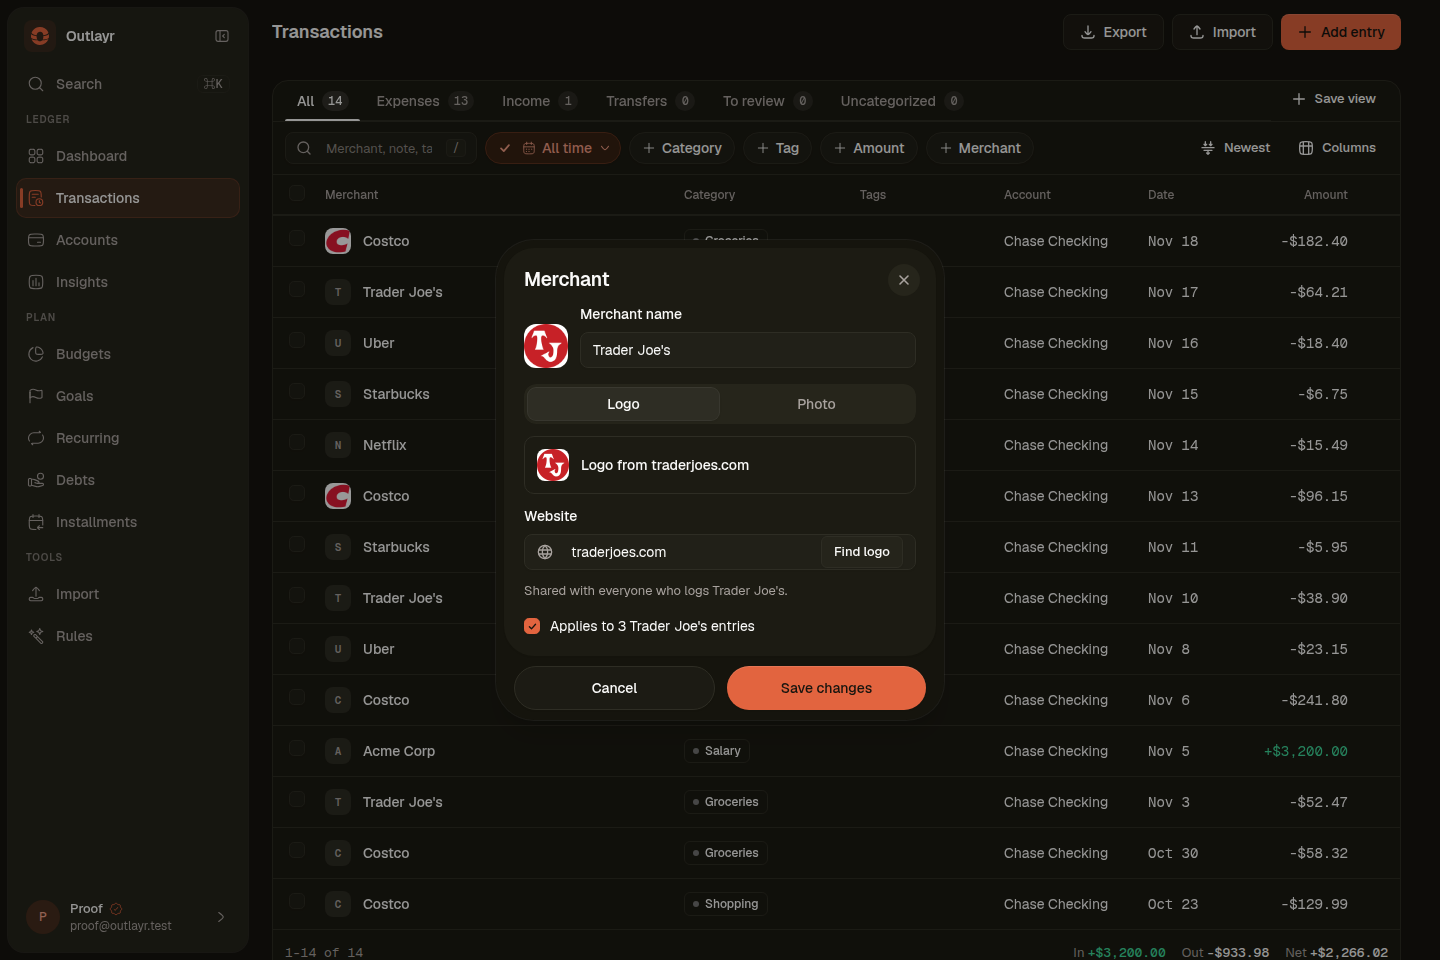 Outlayr
Transactions
Export
Import
Add entry
Search
⌘K
LEDGER
Dashboard
Transactions
Accounts
Insights
PLAN
Budgets
Goals
Recurring
Debts
Installments
TOOLS
Import
Rules
P
Proof
proof@outlayr.test
All 14
Expenses 13
Income 1
Transfers 0
To review 0
Uncategorized 0
Save view
Merchant, note, ta
/
All time
Category
Tag
Amount
Merchant
Newest
Columns
Merchant Category Tags Account Date Amount
Costco Chase Checking Nov 18 -$182.40
T Trader Joe's Chase Checking Nov 17 -$64.21
U Uber Chase Checking Nov 16 -$18.40
S Starbucks Chase Checking Nov 15 -$6.75
N Netflix Chase Checking Nov 14 -$15.49
Costco Chase Checking Nov 13 -$96.15
S Starbucks Chase Checking Nov 11 -$5.95
T Trader Joe's Chase Checking Nov 10 -$38.90
U Uber Chase Checking Nov 8 -$23.15
C Costco Chase Checking Nov 6 -$241.80
A Acme Corp Salary Chase Checking Nov 5 +$3,200.00
T Trader Joe's Groceries Chase Checking Nov 3 -$52.47
C Costco Groceries Chase Checking Oct 30 -$58.32
C Costco Shopping Chase Checking Oct 23 -$129.99
1-14 of 14
In +$3,200.00 Out -$933.98 Net +$2,266.02
Merchant
Merchant name
TJ
Trader Joe's
Logo
Photo
TJ
Logo from traderjoes.com
Website
traderjoes.com
Find logo
Shared with everyone who logs Trader Joe's.
Applies to 3 Trader Joe's entries
Cancel
Save changes